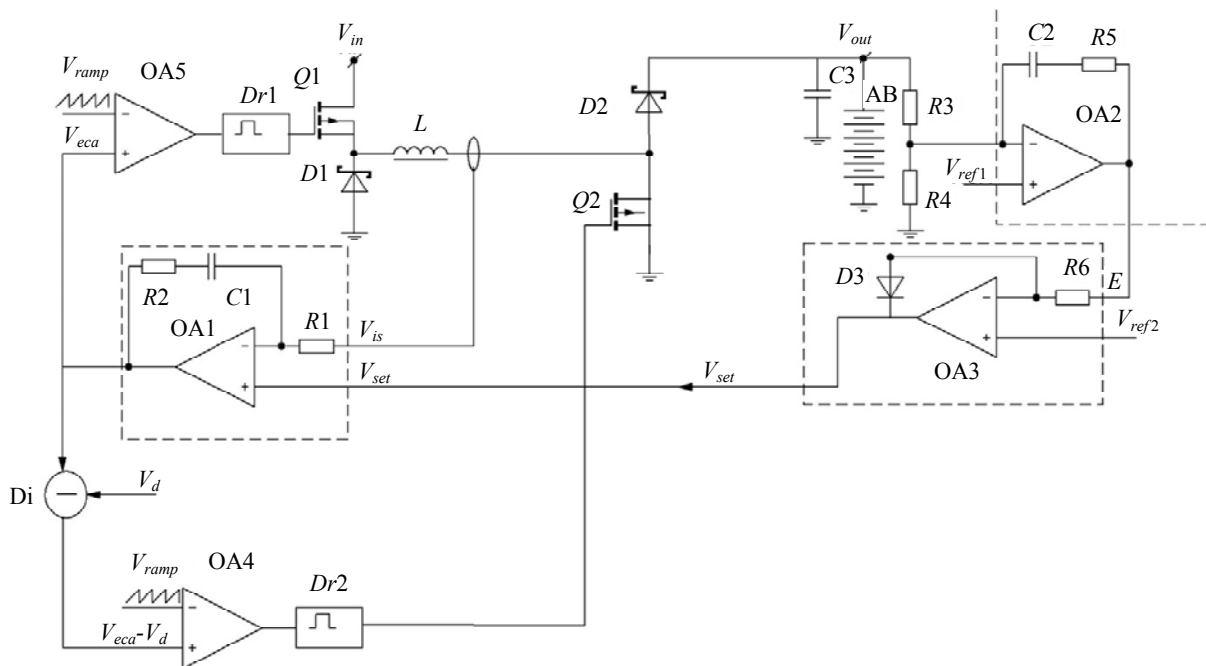 V_in
V_out
C2
R5
V_ramp
OA5
Q1
Dr1
C3
AB
D2
R3
OA2
V_eca
L
D1
V_ref1
R4
Q2
D3
R6
E
R2
C1
OA1
R1
V_is
V_ref2
OA3
V_set
V_set
Di
V_d
V_ramp
OA4
Dr2
V_eca-V_d